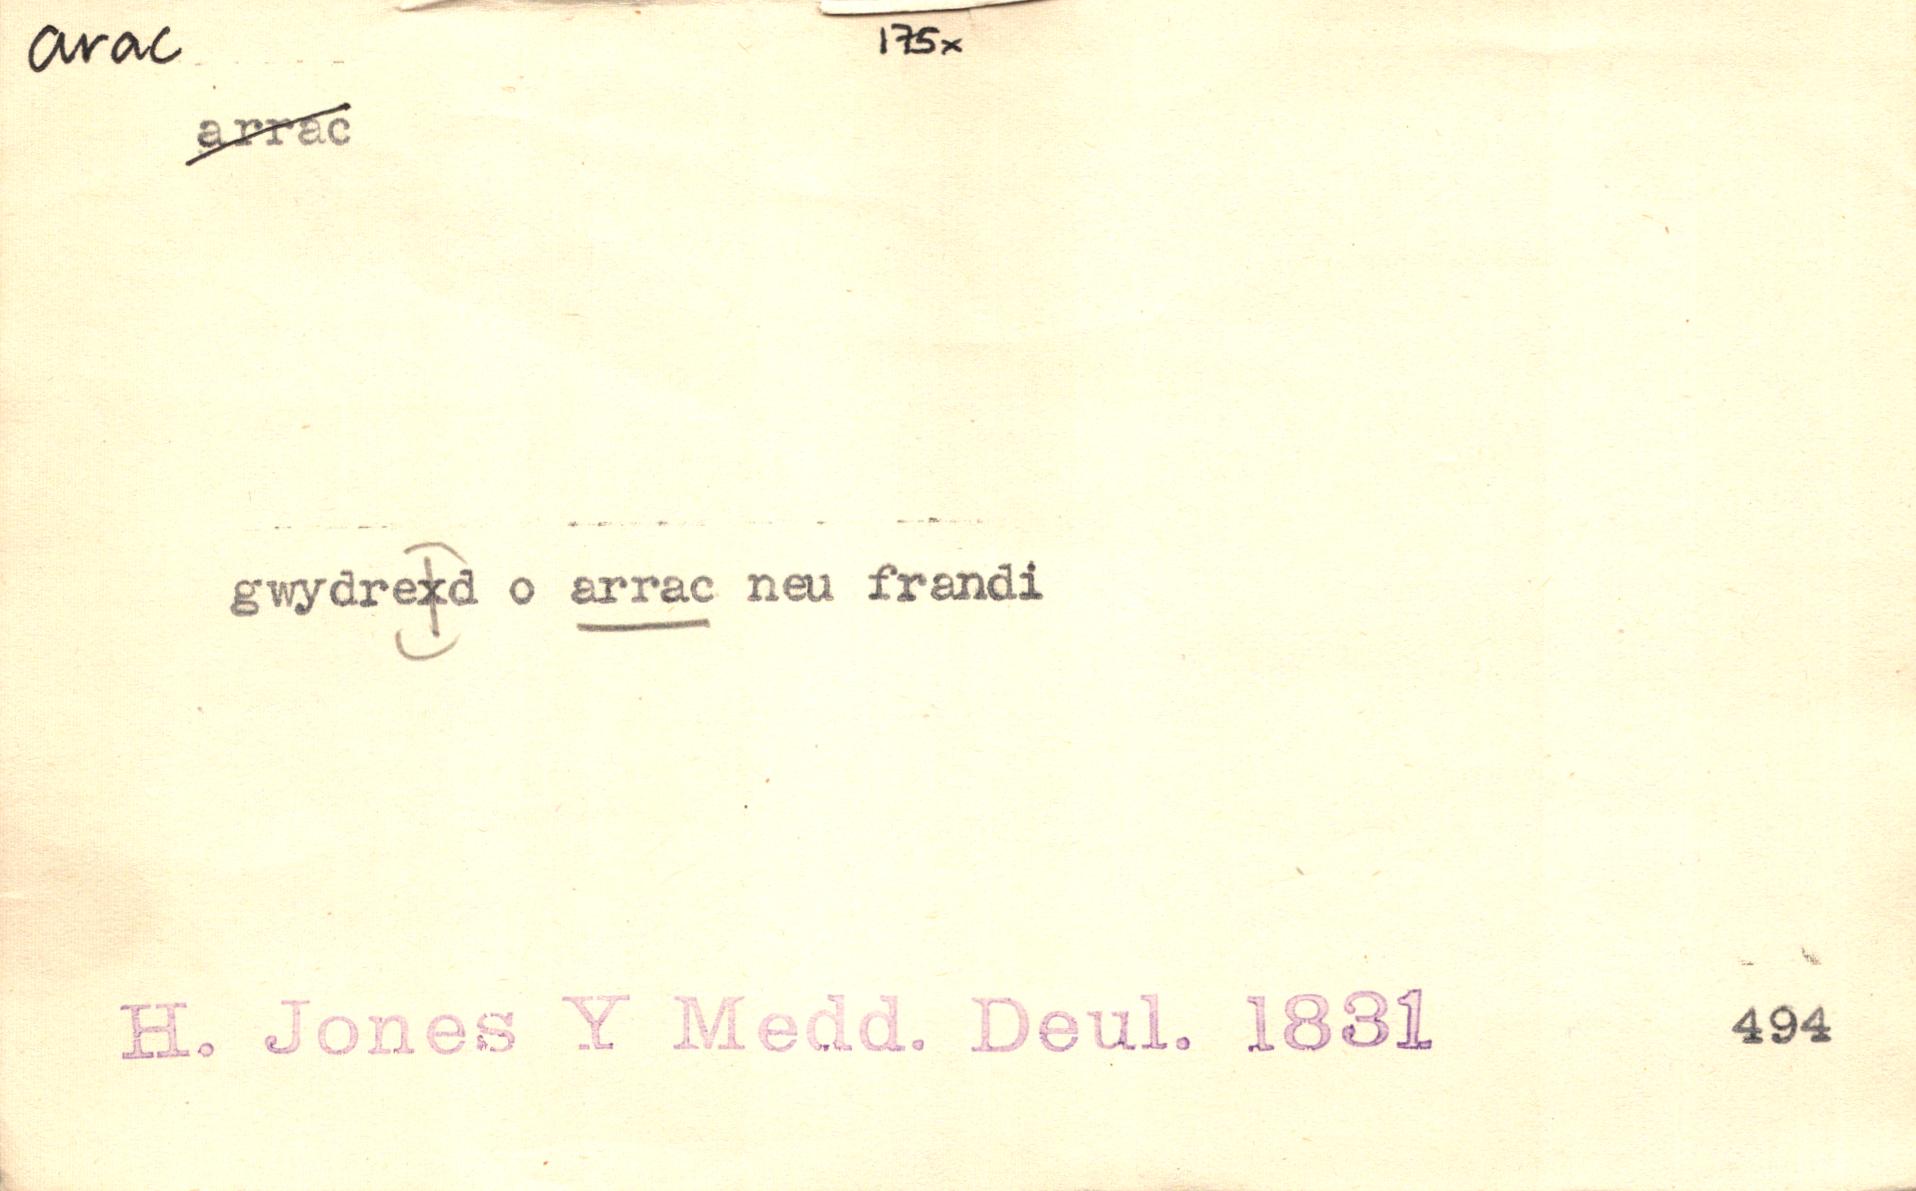 arac 175x
arrac
gwydrexd o arrac neu frandi
H. Jones Y Medd. Deul. 1831 494